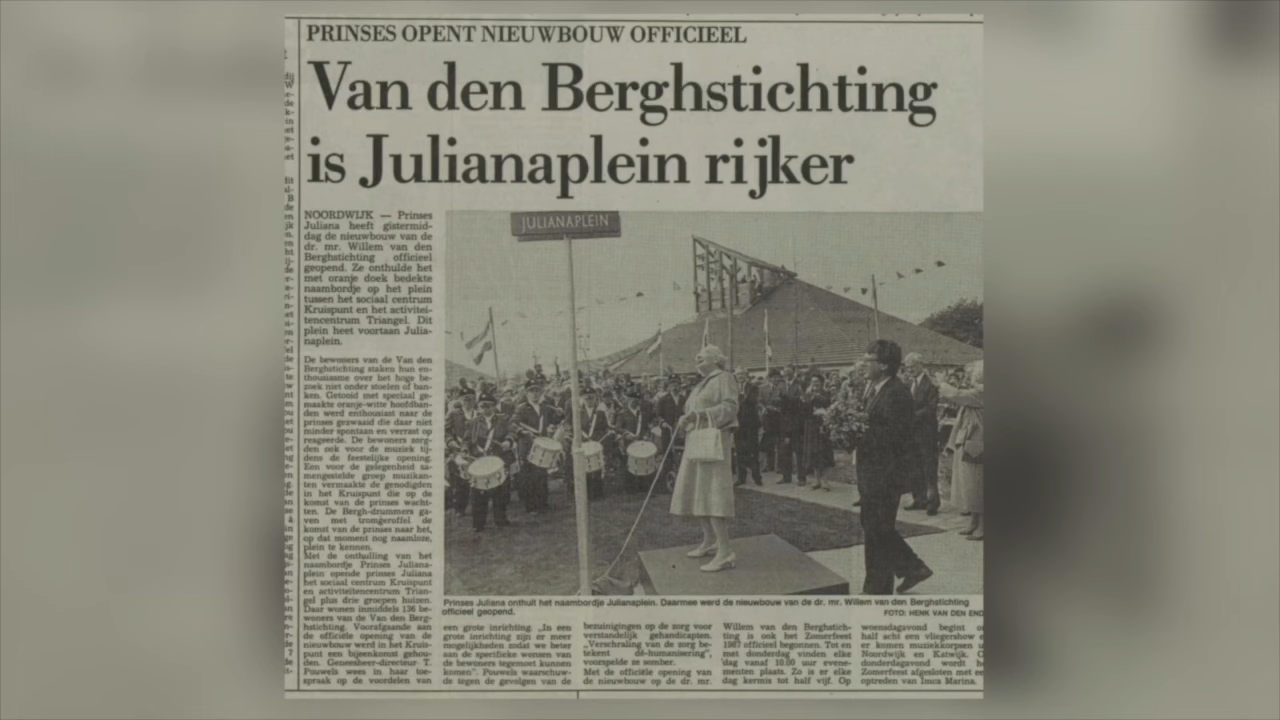 PRINSES OPENT NIEUWBOUW OFFICIEEL
Van den Berghstichting
is Julianaplein rijker
NOORDWIJK — Prinses
Juliana heeft gistermid-
dag de nieuwbouw van de
dr. mr. Willem van den
Berghstichting officieel
geopend. Ze onthulde het
met oranje doek bedekte
naambordje op het plein
tussen het sociaal centrum
Kruispunt en het activitei-
tencentrum Triangel. Dit
plein heet voortaan Julia-
naplein.
De bewoners van de Van den
Berghstichting staken hun en-
thousiasme over het hoge be-
zoek niet onder stoelen of ban-
ken. Getooid met speciaal ge-
maakte oranje-witte hoofdban-
den werd enthousiast naar de
prinses gezwaaid die daar niet
minder spontaan en verrast op
reageerde. De bewoners zorg-
den ook voor de muziek tij-
dens de feestelijke opening.
Een voor de gelegenheid sa-
mengestelde groep muzikan-
ten vermaakte de genodigden
in het Kruispunt die op de
komst van de prinses wacht-
ten. De Bergh-drummers ga-
ven met tromgeroffel de
komst van de prinses naar het,
op dat moment nog naamloze,
plein te kennen.
Met de onthulling van het
naambordje Prinses Juliana-
plein opende prinses Juliana
het sociaal centrum Kruispunt
en activiteitencentrum Trian-
gel plus drie groepen huizen.
Daar wonen inmiddels 136 be-
woners van de Van den Berg-
hstichting. Voorafgaande aan
de officiële opening van de
nieuwbouw werd in het Kruis-
punt een bijeenkomst gehou-
den. Geneesheer-directeur T.
Pouwels wees in haar toe-
spraak op de voordelen van
JULIANAPLEIN
Prinses Juliana onthult het naambordje Julianaplein. Daarmee werd de nieuwbouw van de dr. mr. Willem van den Berghstichting
officieel geopend.
FOTO: HENK VAN DEN END
een grote inrichting. „In een
grote inrichting zijn er meer
mogelijkheden zodat we beter
aan de specifieke wensen van
de bewoners tegemoet kunnen
komen". Pouwels waarschuw-
de tegen de gevolgen van de
bezuinigingen op de zorg voor
verstandelijk gehandicapten.
„Verschraling van de zorg be-
tekent de-humanisering",
voorspelde ze somber.
Met de officiële opening van
de nieuwbouw op de dr. mr.
Willem van den Berghstich-
ting is ook het Zomerfeest
1987 officieel begonnen. Tot en
met donderdag vinden elke
dag vanaf 10.00 uur evene-
menten plaats. Zo is er elke
dag kermis tot half vijf. Op
woensdagavond begint
half acht een vliegershow
er komen muziekkorpsen
Noordwijk en Katwijk.
donderdagavond wordt
Zomerfeest afgesloten met e
optreden van Imca Marina.